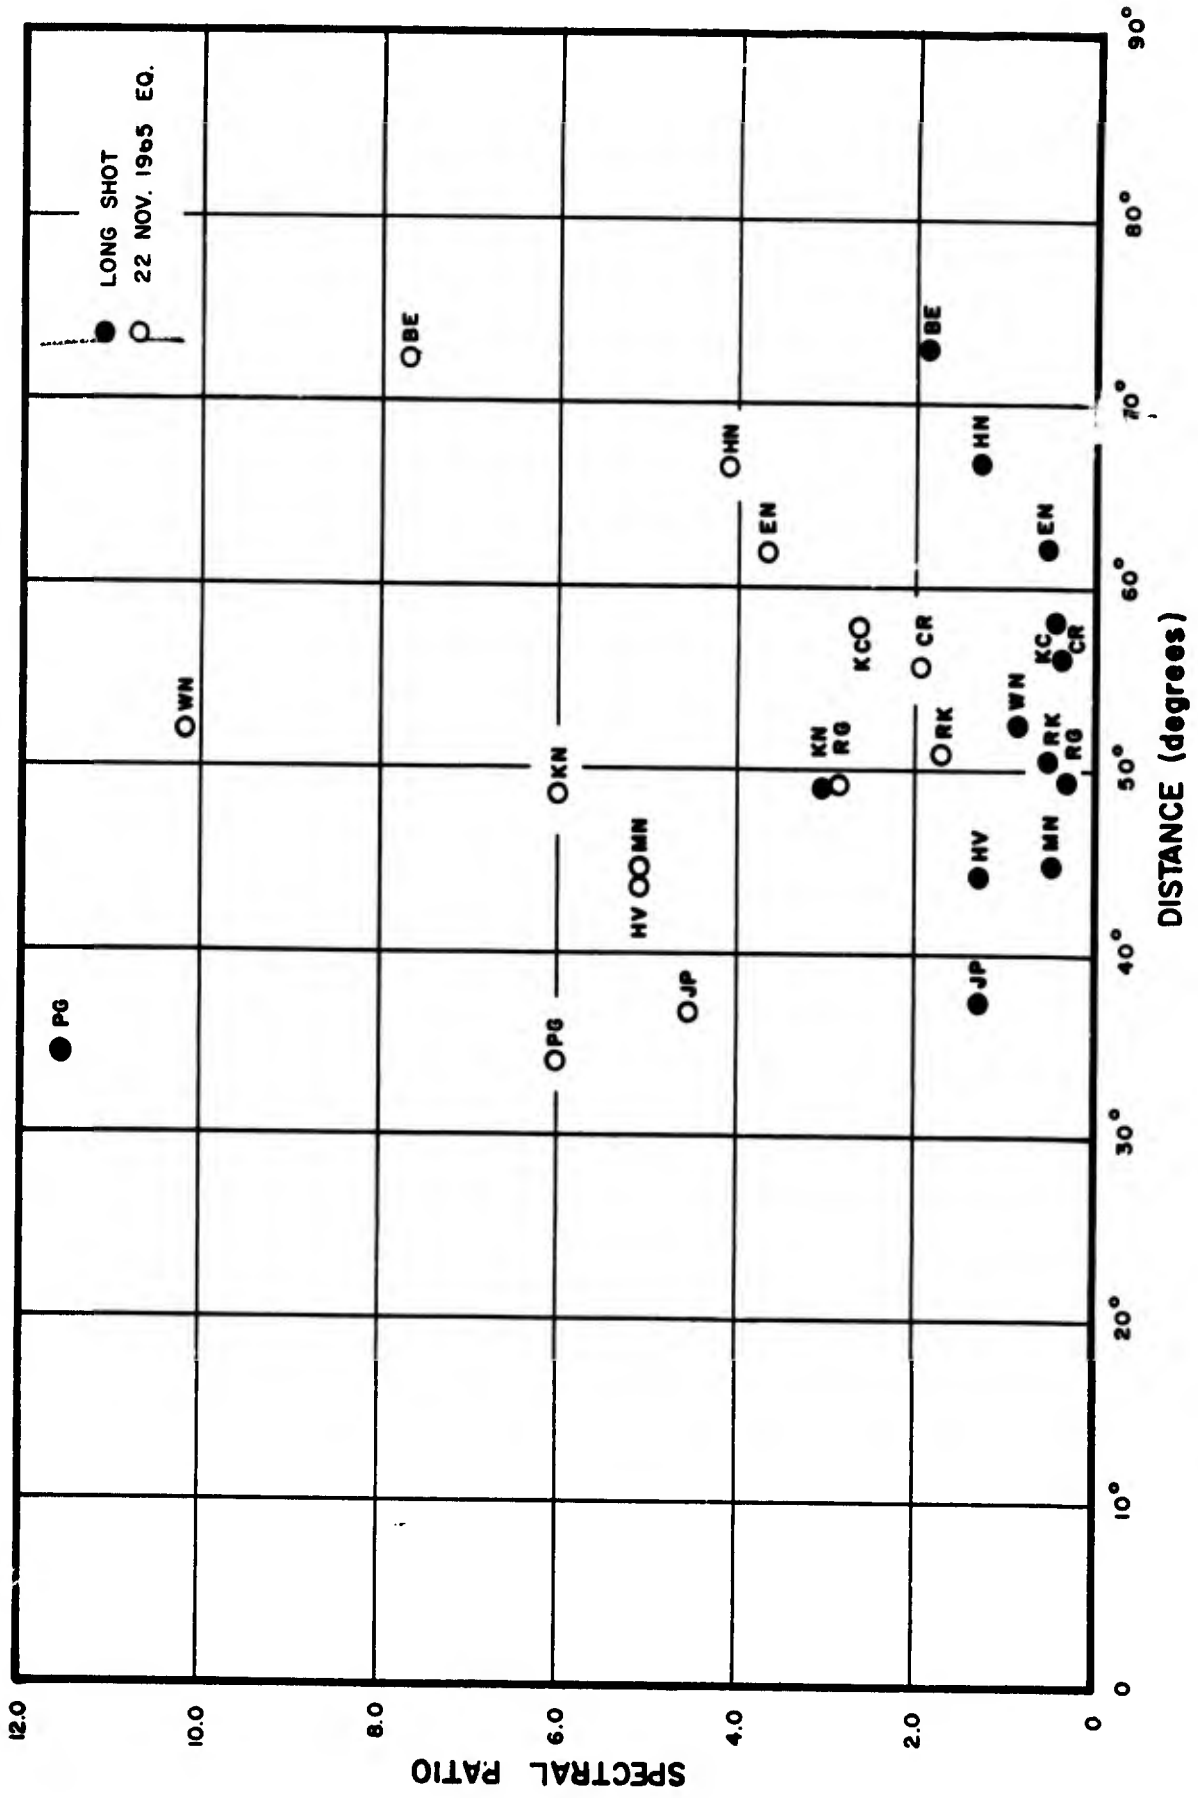 LONG SHOT
22 NOV. 1965 EQ.
SPECTRAL RATIO
12.0
10.0
8.0
6.0
4.0
2.0
0
PG
WN
BE
PG
KN
HV
MN
JP
HN
EN
KN
RG
KC
CR
RK
BE
JP
HV
HN
WN
MN
RK
RG
KC
CR
EN
0
10°
20°
30°
40°
50°
60°
70°
80°
90°
DISTANCE (degrees)